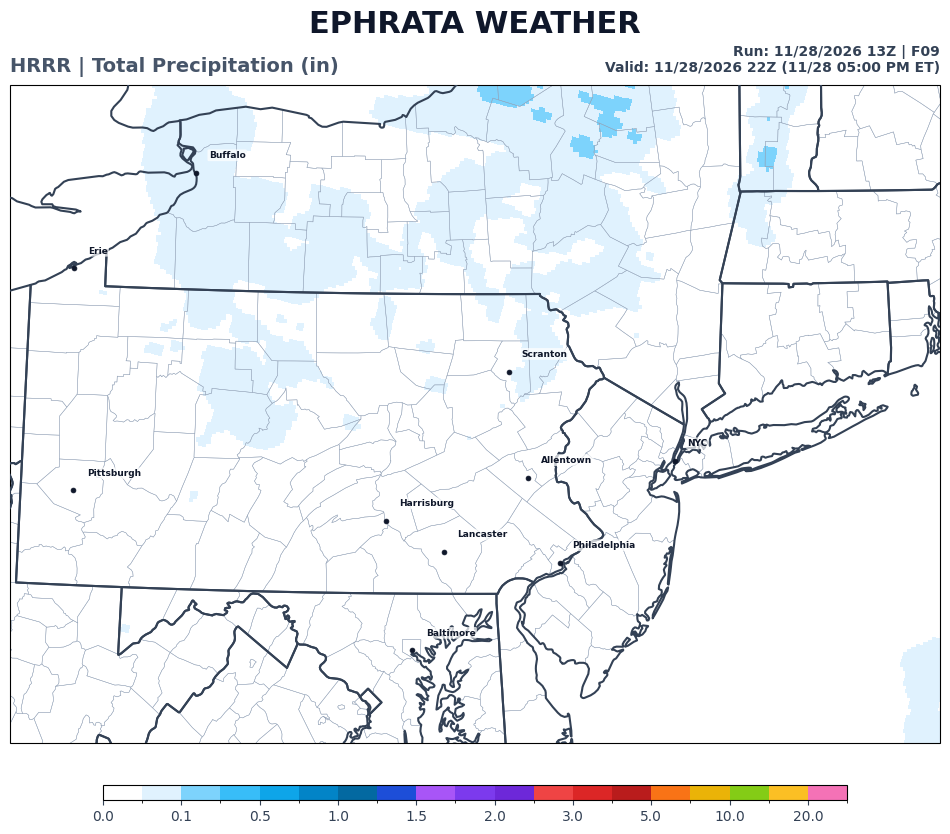 EPHRATA WEATHER
HRRR | Total Precipitation (in)
Run: 11/28/2026 13Z | F09
Valid: 11/28/2026 22Z (11/28 05:00 PM ET)
Buffalo
Erie
Scranton
NYC
Allentown
Pittsburgh
Harrisburg
Lancaster
Philadelphia
Baltimore
0.0 0.1 0.5 1.0 1.5 2.0 3.0 5.0 10.0 20.0